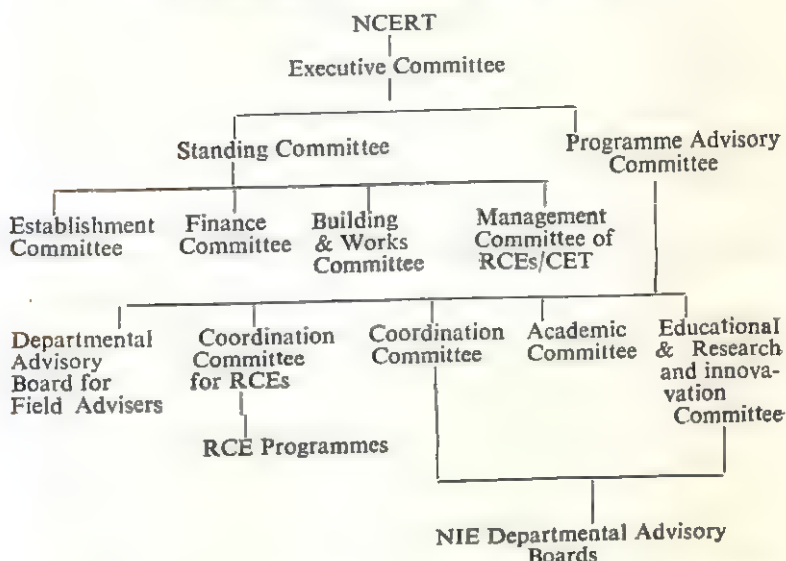 NCERT
Executive Committee
Standing Committee
Programme Advisory
Committee
Establishment
Committee
Finance
Committee
Building
& Works
Committee
Management
Committee of
RCEs/CET
Departmental
Advisory
Board for
Field Advisers
Coordination
Committee
for RCEs
RCE Programmes
Coordination
Committee
Academic
Committee
Educational
& Research
and innova-
vation
Committee
NIE Departmental Advisory
Boards